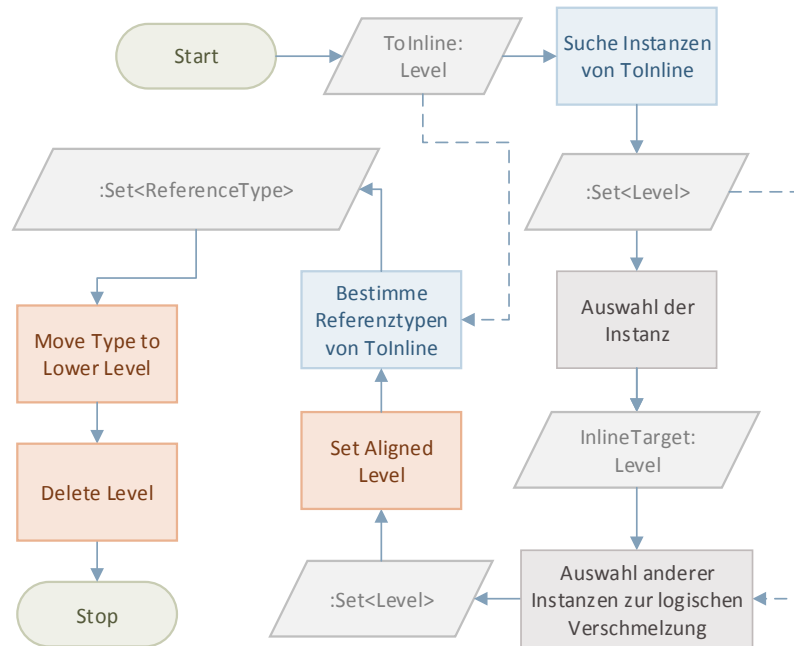 Start
ToInline:
Level
Suche Instanzen
von ToInline
:Set<Level>
Auswahl der
Instanz
InlineTarget:
Level
Auswahl anderer
Instanzen zur logischen
Verschmelzung
:Set<Level>
Set Aligned
Level
Bestimme
Referenztypen
von ToInline
:Set<ReferenceType>
Move Type to
Lower Level
Delete Level
Stop